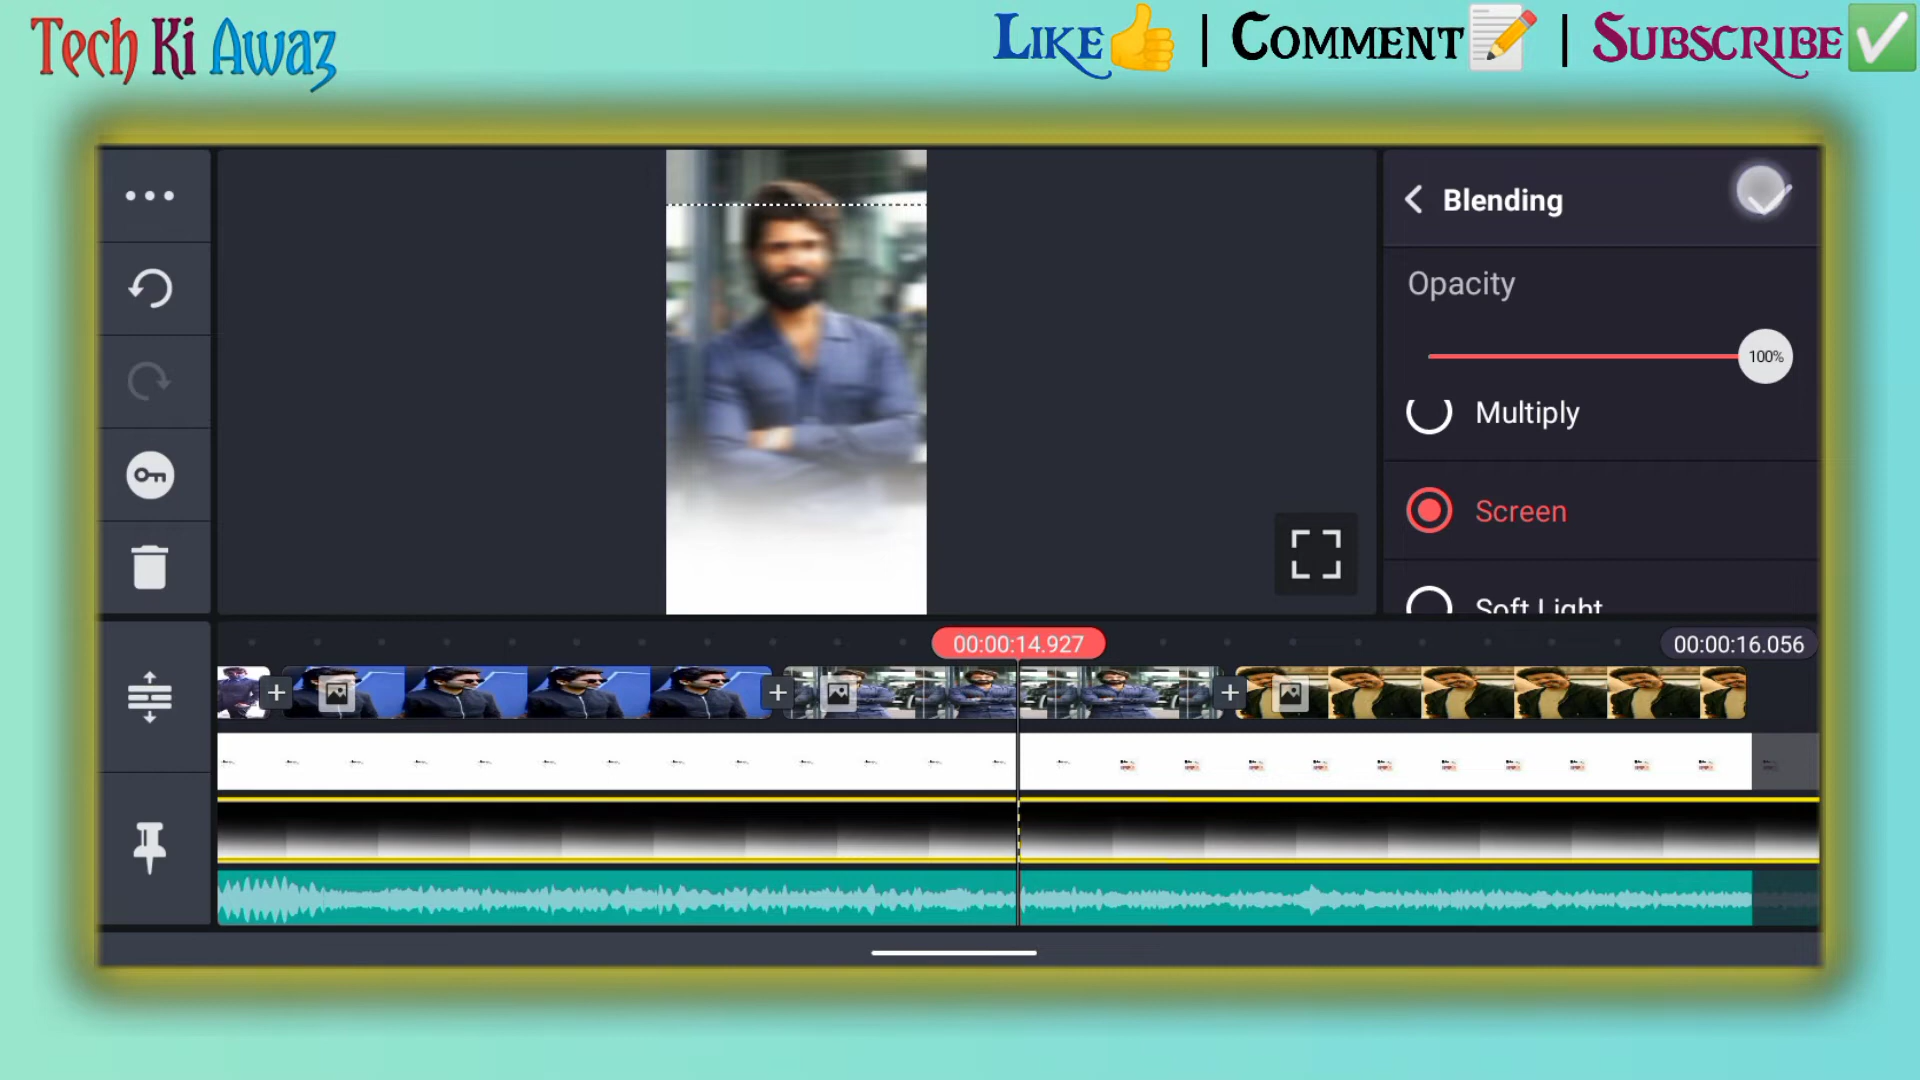 Tech Ki Awaz
Like👍 | Comment📝 | Subscribe✅
Blending
Opacity
100%
Multiply
Screen
Soft Light
00:00:14.927
00:00:16.056